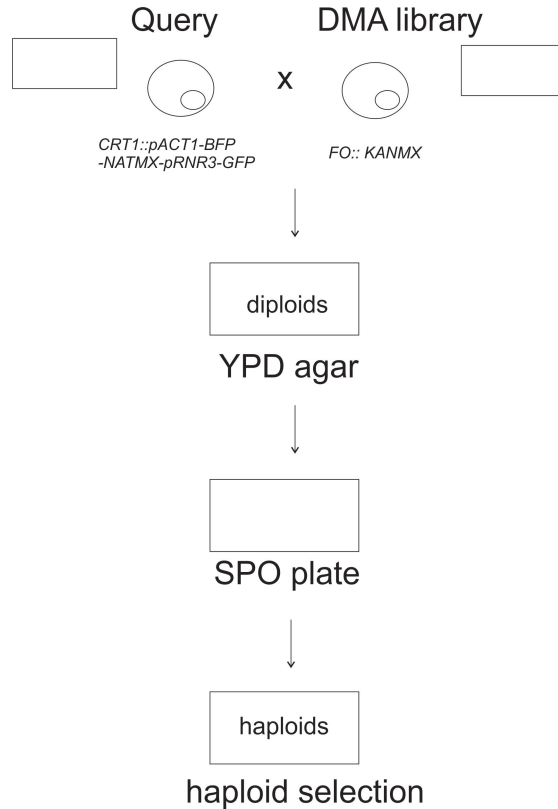 Query
DMA library
x
CRT1::pACT1-BFP
-NATMX-pRNR3-GFP
FO:: KANMX
diploids
YPD agar
SPO plate
haploids
haploid selection